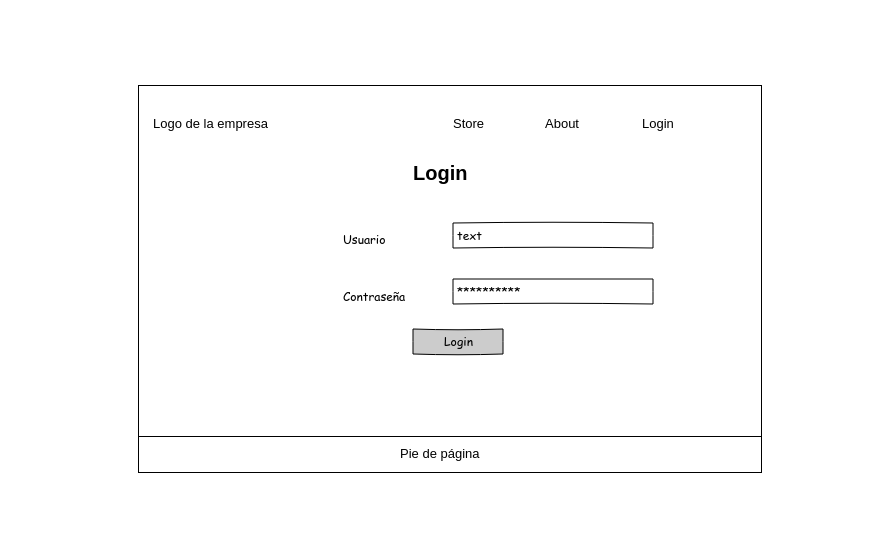 Logo de la empresa Store About Login
Login
Usuario text
Contraseña **********
Login
Pie de página